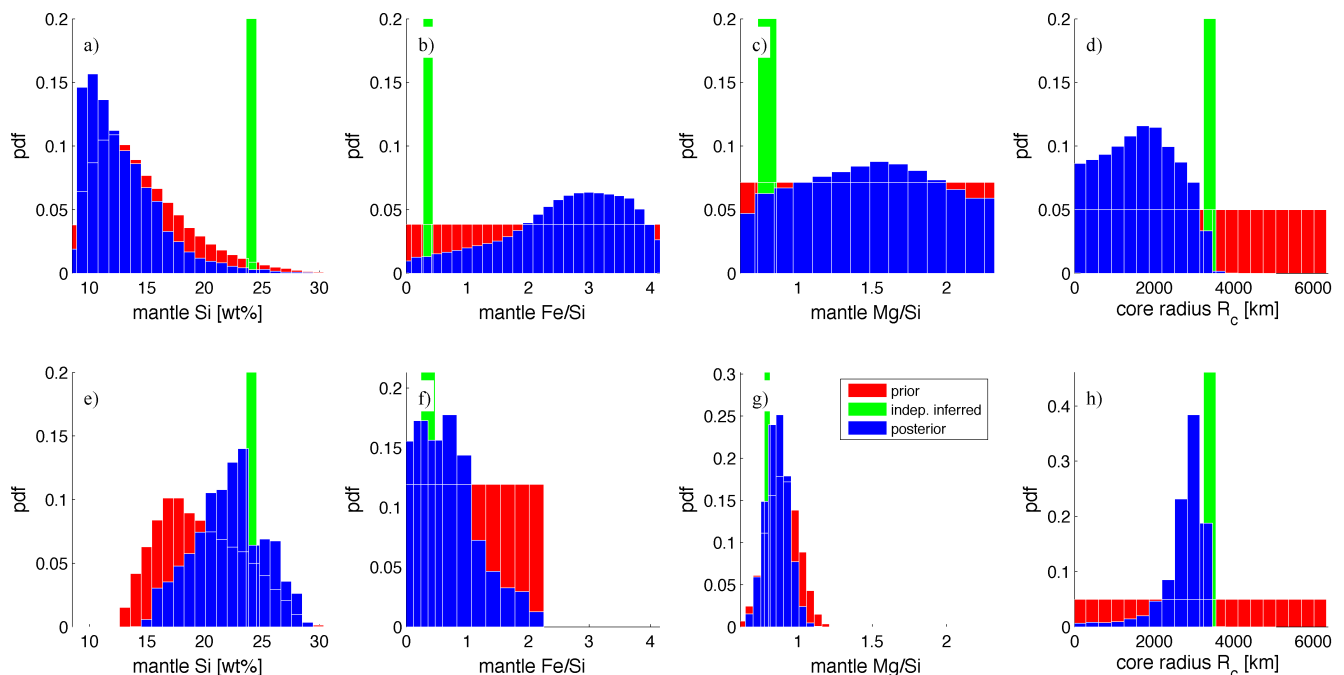 a)
pdf
0.2
0.15
0.1
0.05
0
10 15 20 25 30
mantle Si [wt%]
b)
pdf
0.2
0.15
0.1
0.05
0
0 1 2 3 4
mantle Fe/Si
c)
pdf
0.2
0.15
0.1
0.05
0
1 1.5 2
mantle Mg/Si
d)
pdf
0.2
0.15
0.1
0.05
0
0 2000 4000 6000
core radius R_c [km]
e)
pdf
0.2
0.15
0.1
0.05
0
10 15 20 25 30
mantle Si [wt%]
f)
pdf
0.2
0.15
0.1
0.05
0
0 1 2 3 4
mantle Fe/Si
g)
pdf
0.3
0.25
0.2
0.15
0.1
0.05
0
1 1.5 2
mantle Mg/Si
prior
indep. inferred
posterior
h)
pdf
0.4
0.3
0.2
0.1
0
0 2000 4000 6000
core radius R_c [km]